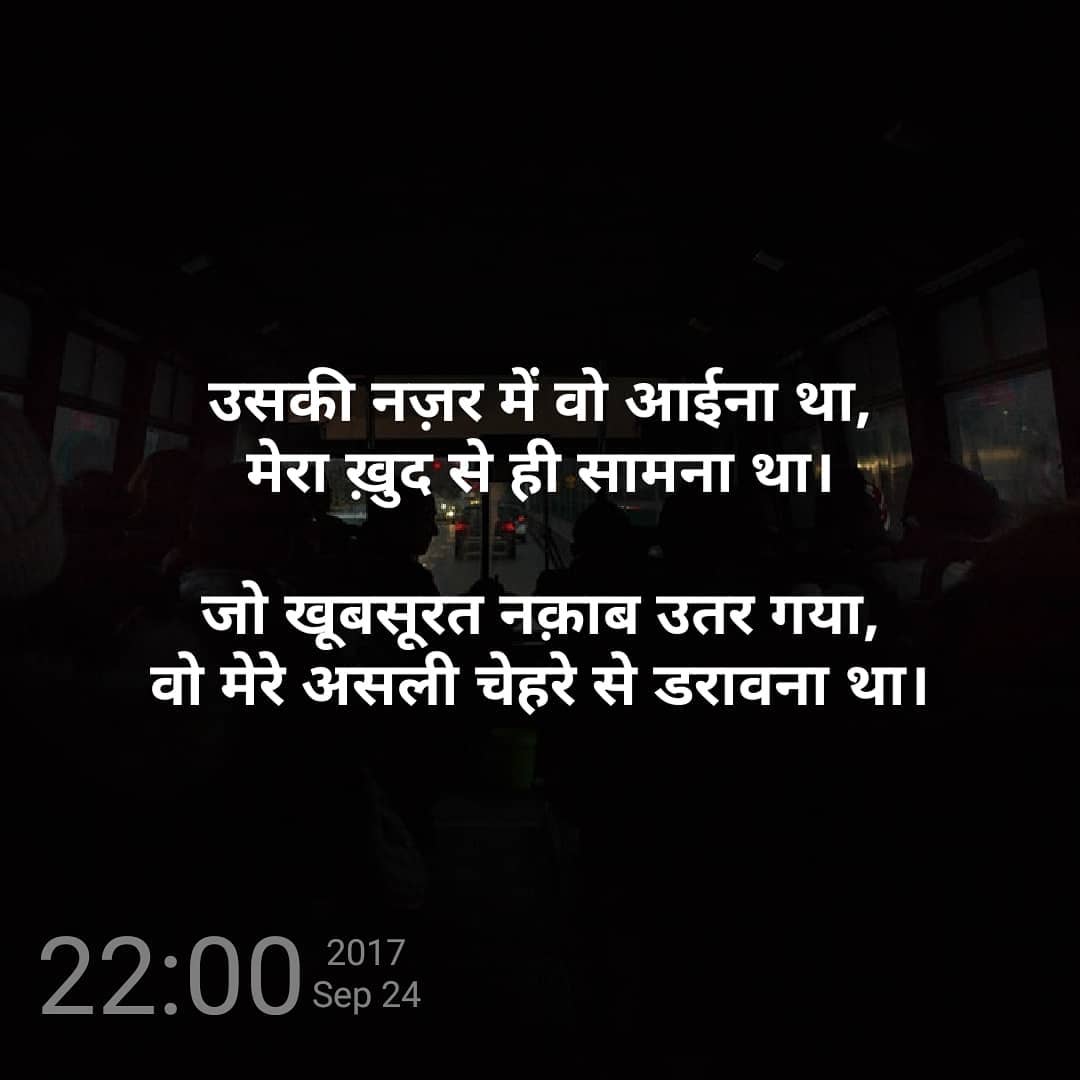 उसकी नज़र में वो आईना था,
मेरा ख़ुद से ही सामना था।
जो खूबसूरत नक़ाब उतर गया,
वो मेरे असली चेहरे से डरावना था।
22:00
2017
Sep 24